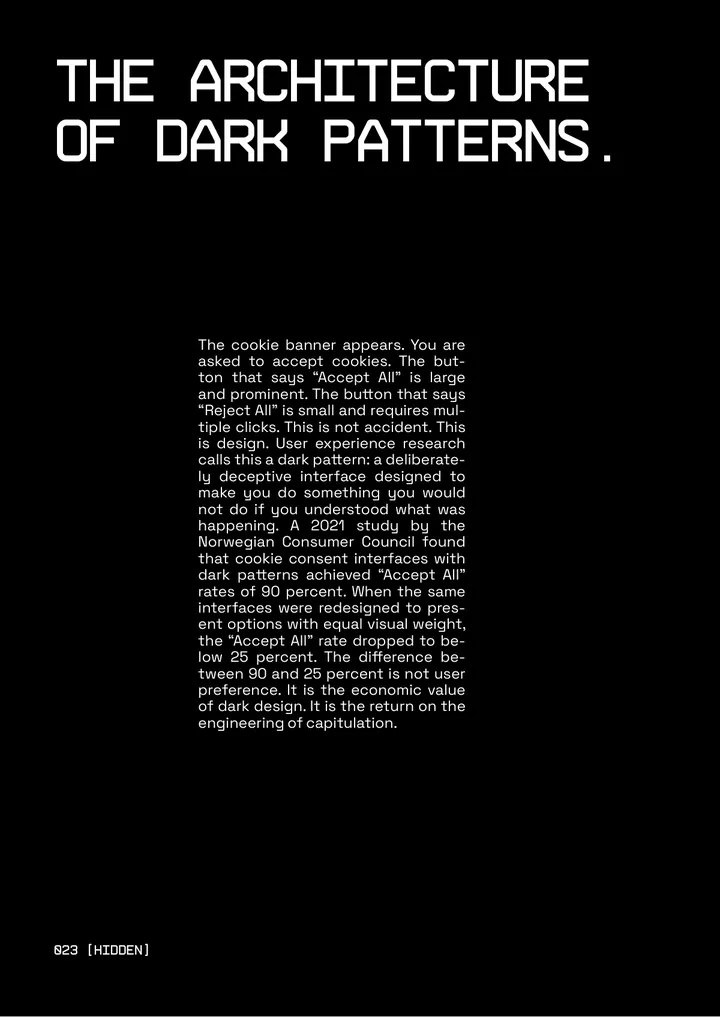 THE ARCHITECTURE
OF DARK PATTERNS.
The cookie banner appears. You are
asked to accept cookies. The but-
ton that says “Accept All” is large
and prominent. The button that says
“Reject All” is small and requires mul-
tiple clicks. This is not accident. This
is design. User experience research
calls this a dark pattern: a deliberate-
ly deceptive interface designed to
make you do something you would
not do if you understood what was
happening. A 2021 study by the
Norwegian Consumer Council found
that cookie consent interfaces with
dark patterns achieved “Accept All”
rates of 90 percent. When the same
interfaces were redesigned to pres-
ent options with equal visual weight,
the “Accept All” rate dropped to be-
low 25 percent. The difference be-
tween 90 and 25 percent is not user
preference. It is the economic value
of dark design. It is the return on the
engineering of capitulation.
023 [HIDDEN]